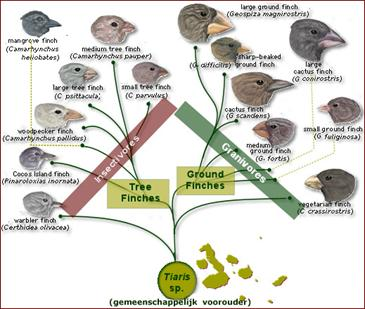 mangrove finch
(Camarhynchus
heliobates)
medium tree finch
(Camarhynchus pauper)
large ground finch
(Geospiza magnirostris)
sharp-beaked
ground finch
(G. difficilis)
large tree finch
(C. psittacula)
small tree finch
(C. parvulus)
large
cactus finch
(G conirostris)
cactus finch
(G scandens)
woodpecker finch
(Camarhynchus pallidus)
small ground finch
(G. fuliginosa)
medium
ground finch
(G. fortis)
Cocos Island finch
(Pinaroloxias inornata)
Insectivores
Granivores
Tree
Finches
Ground
Finches
vegetarian finch
(C crassirostris)
warbler finch
(Certhidea olivacea)
Tiaris
sp.
(gemeenschappelijk voorouder)